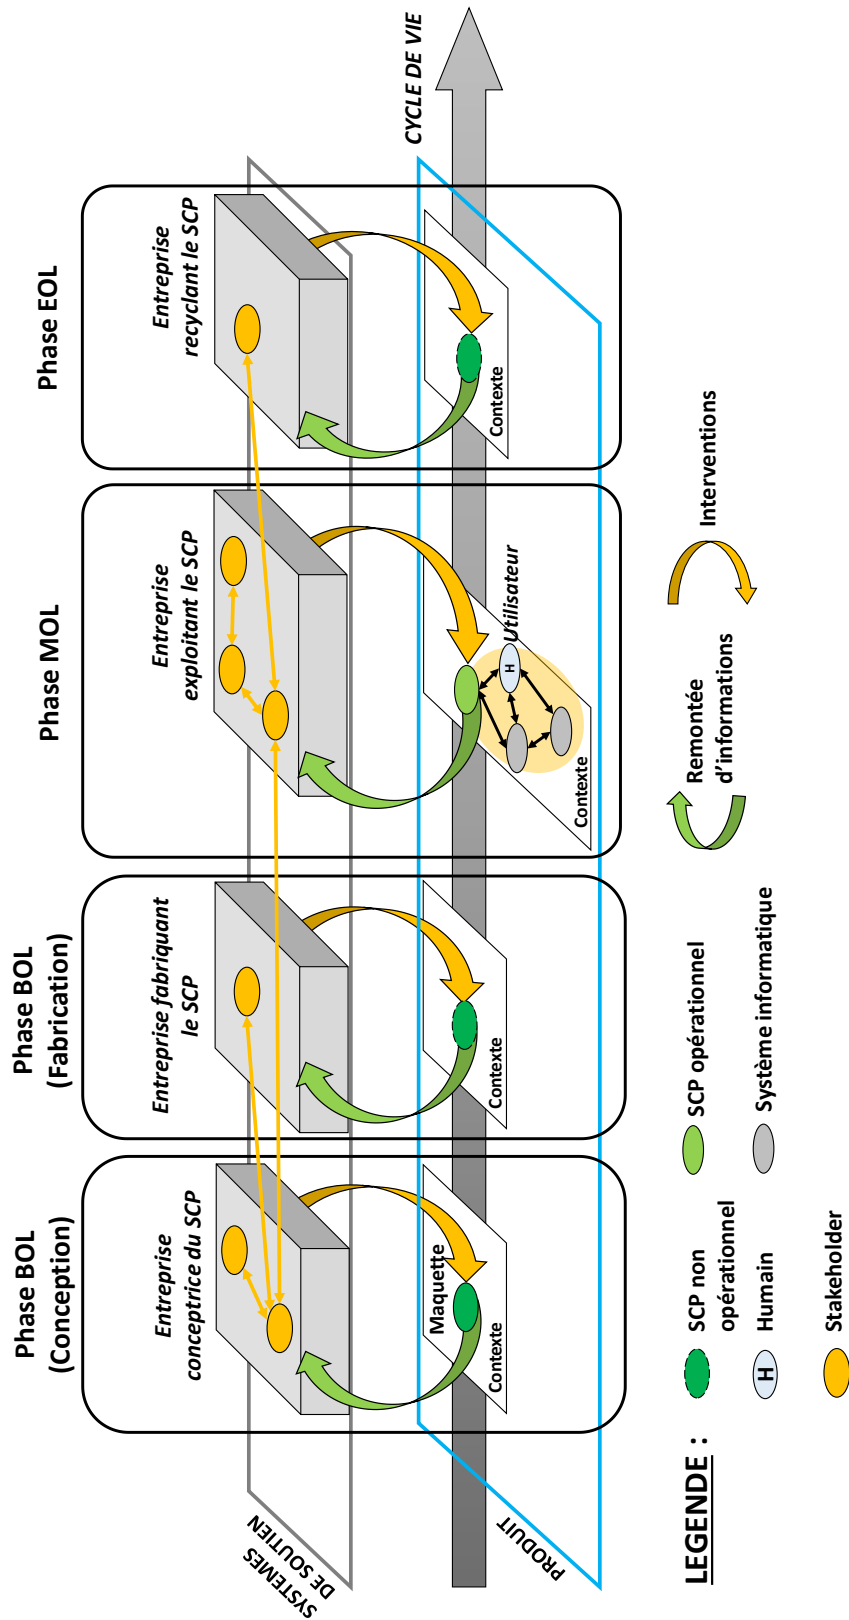 Phase BOL
(Conception)
Phase BOL
(Fabrication)
Phase MOL
Phase EOL
Entreprise
conceptrice du SCP
Entreprise fabriquant
le SCP
Entreprise
exploitant le SCP
Entreprise
recyclant le SCP
SYSTEMES
DE SOUTIEN
CYCLE DE VIE
Maquette
Contexte
Contexte
Utilisateur
H
Contexte
Contexte
PRODUIT
LEGENDE :
SCP non
opérationnel
SCP opérationnel
Remontée
d’informations
Interventions
H
Humain
Système informatique
Stakeholder